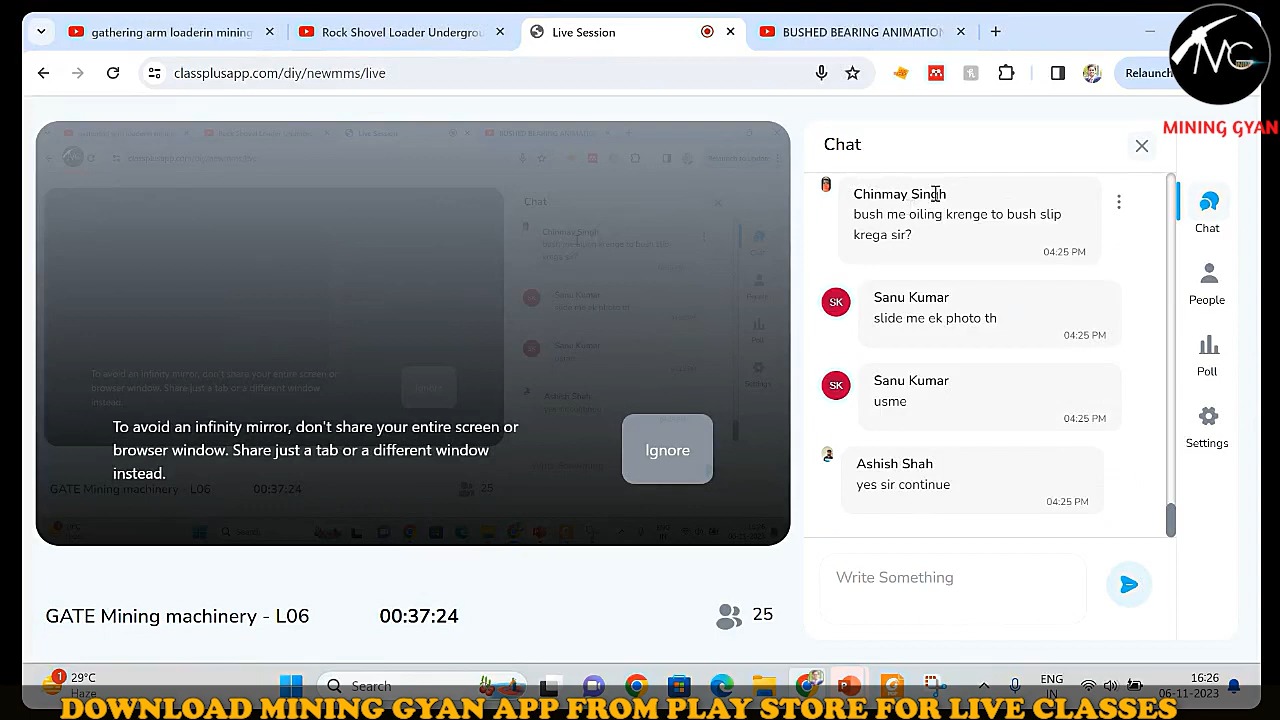 gathering arm loaderin mining
Rock Shovel Loader Undergrou
Live Session
BUSHED BEARING ANIMATION
classplusapp.com/diy/newmms/live
Relaunch
MVG
MINING GYAN
Chat
Chinmay Singh
bush me oiling krenge to bush slip
krega sir?
04:25 PM
SK
Sanu Kumar
slide me ek photo th
04:25 PM
SK
Sanu Kumar
usme
04:25 PM
Ashish Shah
yes sir continue
04:25 PM
Write Something
Chat
People
Poll
Settings
To avoid an infinity mirror, don't share your entire screen or
browser window. Share just a tab or a different window
instead.
Ignore
GATE Mining machinery - L06
00:37:24
25
1
29°C
Haze
Search
ENG
IN
16:26
06-11-2023
DOWNLOAD MINING GYAN APP FROM PLAY STORE FOR LIVE CLASSES